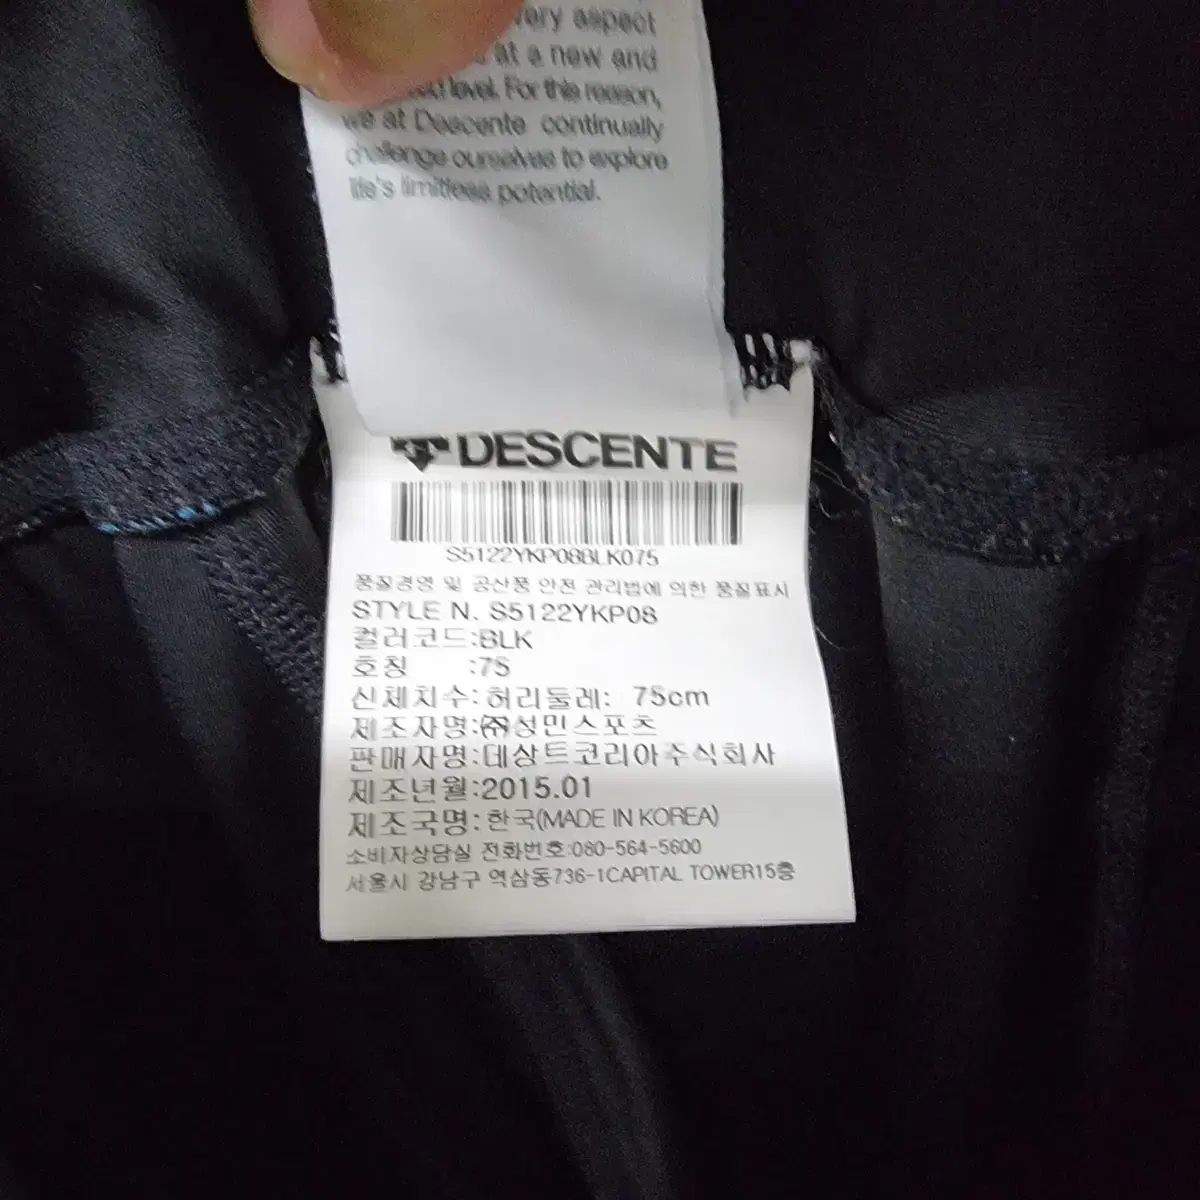 very aspect
at a new and
level. For this reason,
we at Descente continually
challenge ourselves to explore
life's limitless potential.
DESCENTE
S5122YKP08BLK075
품질경영 및 공산품 안전 관리법에 의한 품질표시
STYLE N. S5122YKP08
컬러코드:BLK
호칭 :75
신체치수:허리둘레: 75cm
제조자명:㈜성민스포츠
판매자명:데상트코리아주식회사
제조년월:2015.01
제조국명:한국(MADE IN KOREA)
소비자상담실 전화번호:080-564-5600
서울시 강남구 역삼동736-1CAPITAL TOWER15층